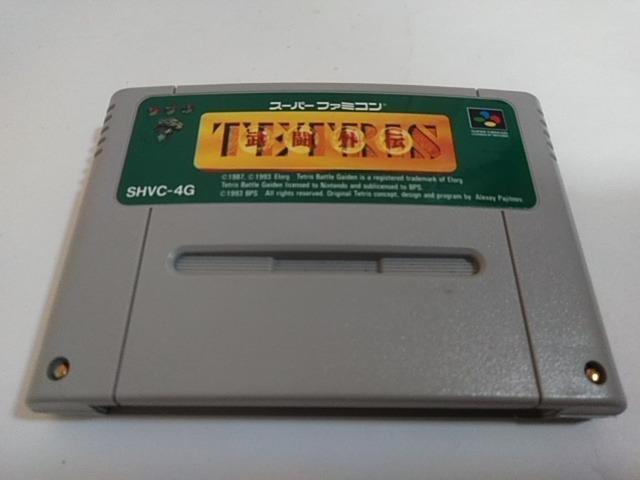 スーパーファミコン
TETRIS
武闘外伝
©1987, ©1993 Elorg Tetris Battle Gaiden is a registered trademark of Elorg
Tetris Battle Gaiden licensed to Nintendo and sublicensed to BPS.
©1993 BPS All rights reserved. Original Tetris concept, design and program by Alexey Pajitnov.
SHVC-4G